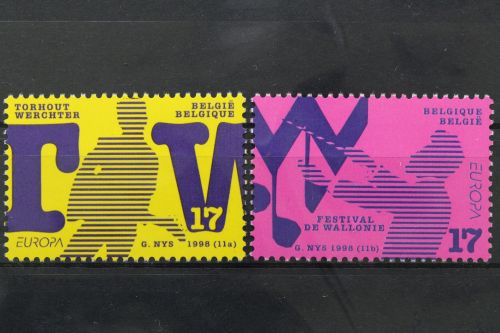 TORHOUT
WERCHTER
BELGIË
BELGIQUE
T W
17
EUROPA
G. NYS 1998 (11a)
BELGIQUE
BELGIË
W
EUROPA
FESTIVAL
DE WALLONIE
G. NYS 1998 (11b)
17